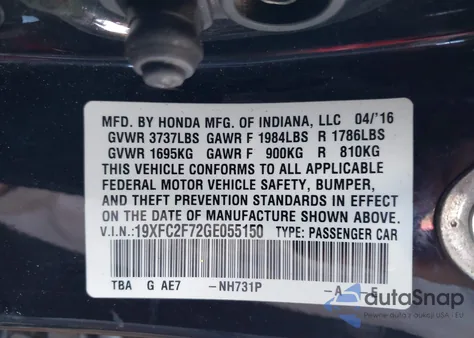 MFD. BY HONDA MFG. OF INDIANA, LLC 04/'16
GVWR 3737LBS GAWR F 1984LBS R 1786LBS
GVWR 1695KG GAWR F 900KG R 810KG
THIS VEHICLE CONFORMS TO ALL APPLICABLE
FEDERAL MOTOR VEHICLE SAFETY, BUMPER,
AND THEFT PREVENTION STANDARDS IN EFFECT
ON THE DATE OF MANUFACTURE SHOWN ABOVE.
V.I.N.:19XFC2F72GE055150 TYPE: PASSENGER CAR
TBA G AE7 -NH731P -A
autaSnap